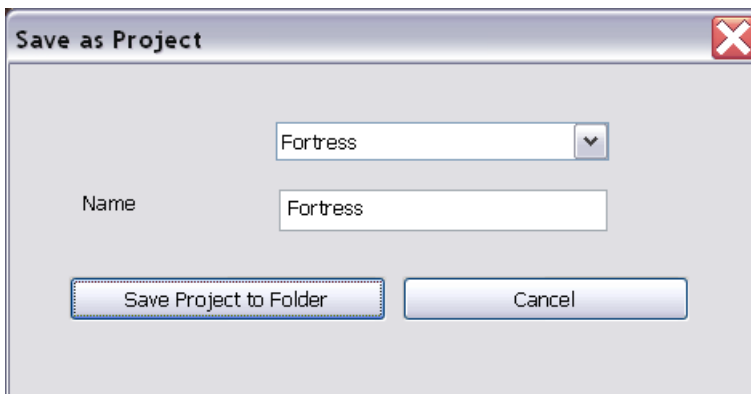 Save as Project
Fortress
Name
Fortress
Save Project to Folder
Cancel